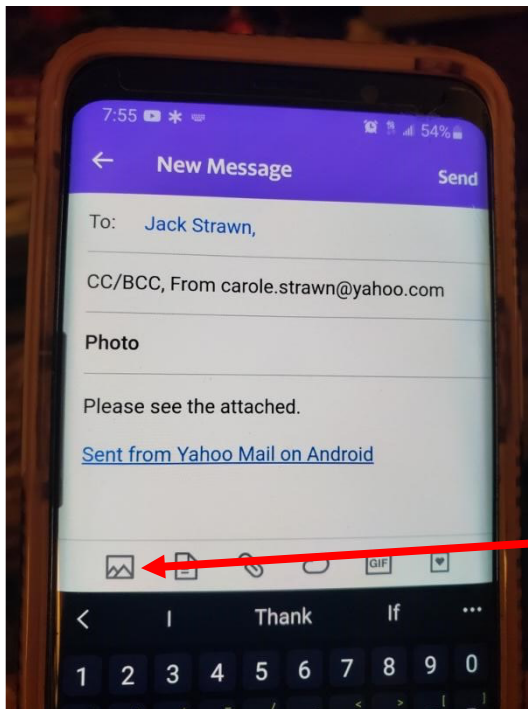 7:55 54%
New Message
Send
To: Jack Strawn,
CC/BCC, From carole.strawn@yahoo.com
Photo
Please see the attached.
Sent from Yahoo Mail on Android
GIF
I Thank If
1 2 3 4 5 6 7 8 9 0